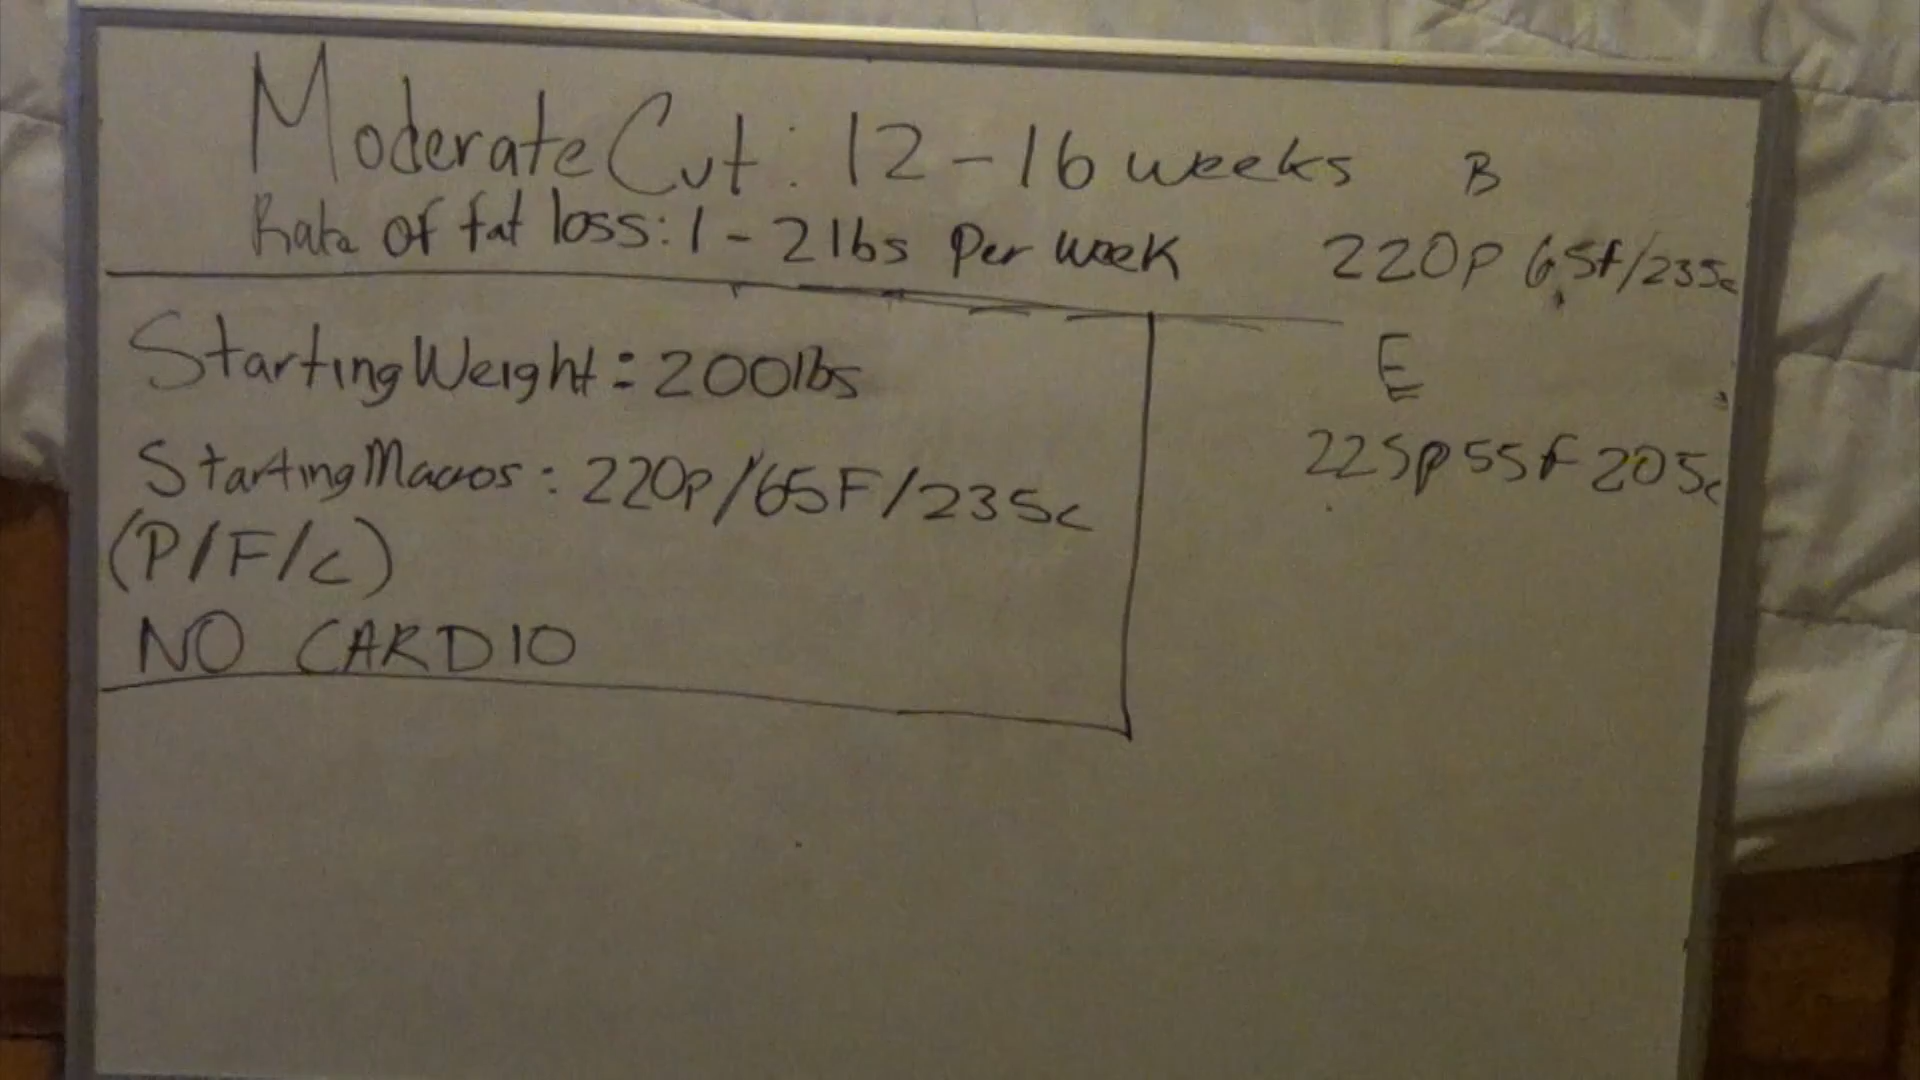 Moderate Cut: 12-16 weeks
Rate of fat loss: 1-2lbs Per week
Starting Weight: 200lbs
Starting Macros: 220p/65F/235c
(P/F/c)
NO CARDIO
B
220p 65f/235c
E
225p 55f 205c